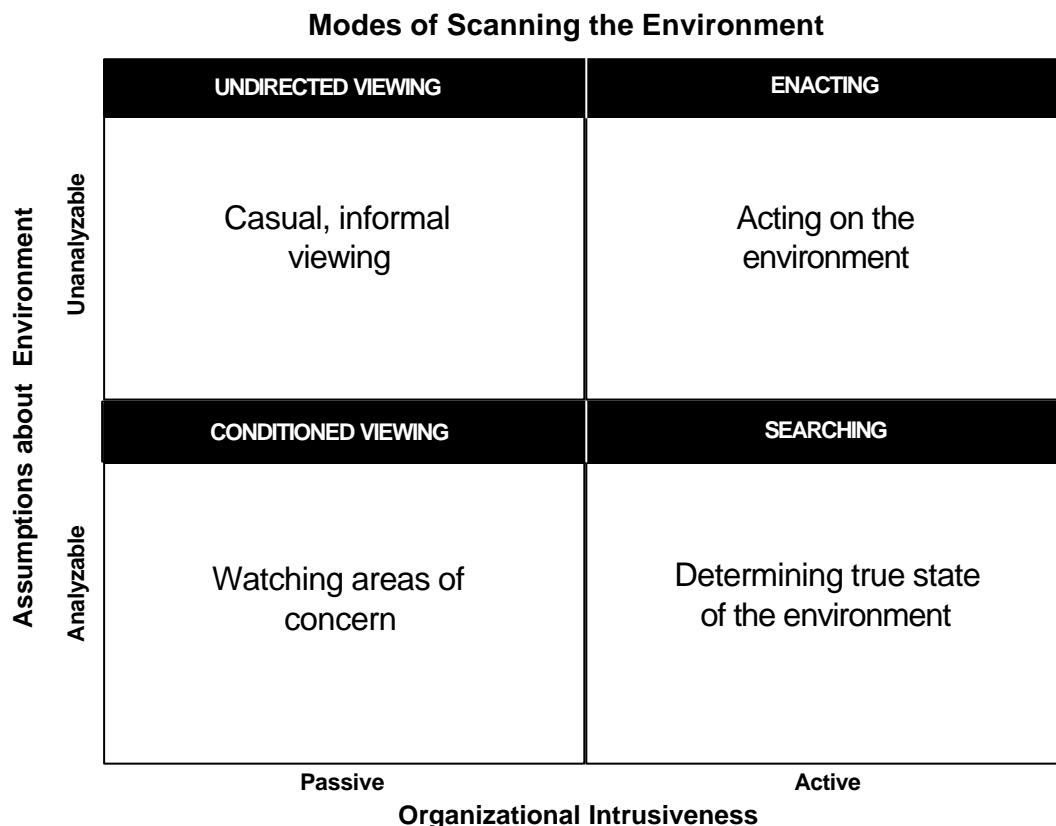 Modes of Scanning the Environment
UNDIRECTED VIEWING
ENACTING
Casual, informal
viewing
Acting on the
environment
Unanalyzable
CONDITIONED VIEWING
SEARCHING
Watching areas of
concern
Determining true state
of the environment
Analyzable
Assumptions about Environment
Passive
Active
Organizational Intrusiveness